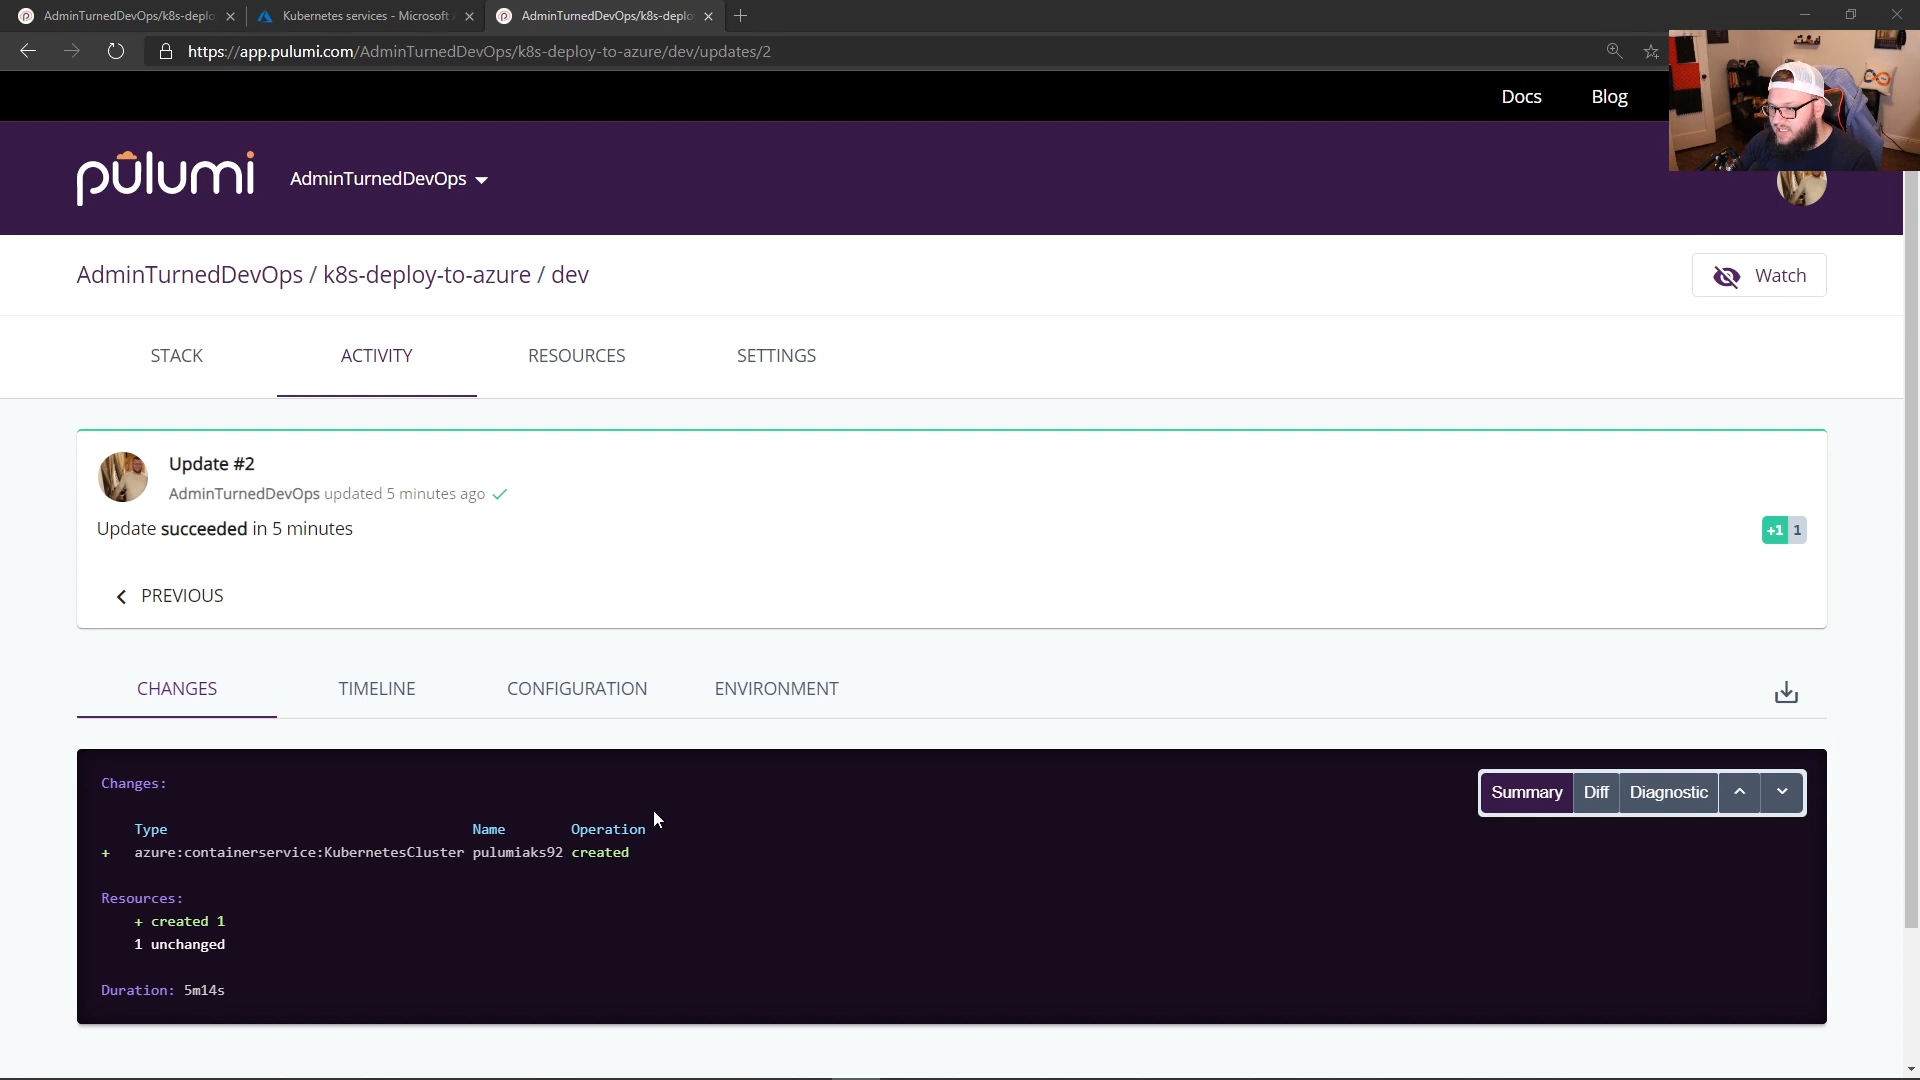 AdminTurnedDevOps/k8s-deplo
Kubernetes services - Microsoft
AdminTurnedDevOps/k8s-deplo
https://app.pulumi.com/AdminTurnedDevOps/k8s-deploy-to-azure/dev/updates/2
Docs
Blog
pulumi
AdminTurnedDevOps
AdminTurnedDevOps / k8s-deploy-to-azure / dev
Watch
STACK
ACTIVITY
RESOURCES
SETTINGS
Update #2
AdminTurnedDevOps updated 5 minutes ago
Update succeeded in 5 minutes
+1 1
PREVIOUS
CHANGES
TIMELINE
CONFIGURATION
ENVIRONMENT
Changes:
Summary Diff Diagnostic
Type Name Operation
+ azure:containerservice:KubernetesCluster pulumiaks92 created
Resources:
+ created 1
1 unchanged
Duration: 5m14s